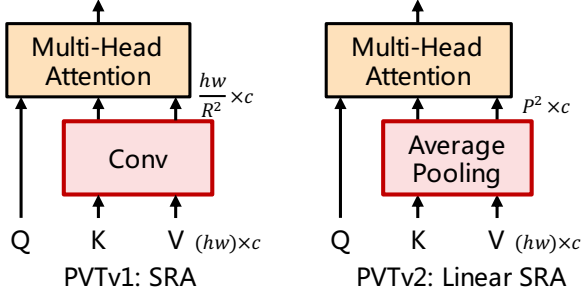 Multi-Head
Attention
hw
R² ×c
Conv
Q K V (hw)×c
PVTv1: SRA
Multi-Head
Attention
P²×c
Average
Pooling
Q K V (hw)×c
PVTv2: Linear SRA